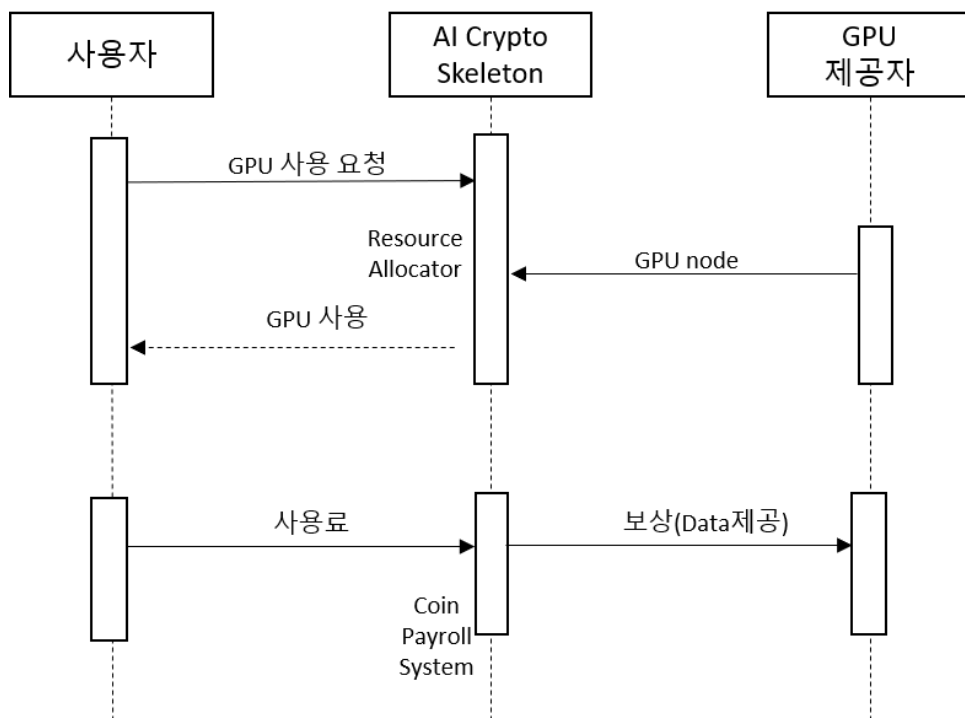 사용자
AI Crypto
Skeleton
GPU
제공자
GPU 사용 요청
Resource
Allocator
GPU node
GPU 사용
사용료
보상(Data제공)
Coin
Payroll
System